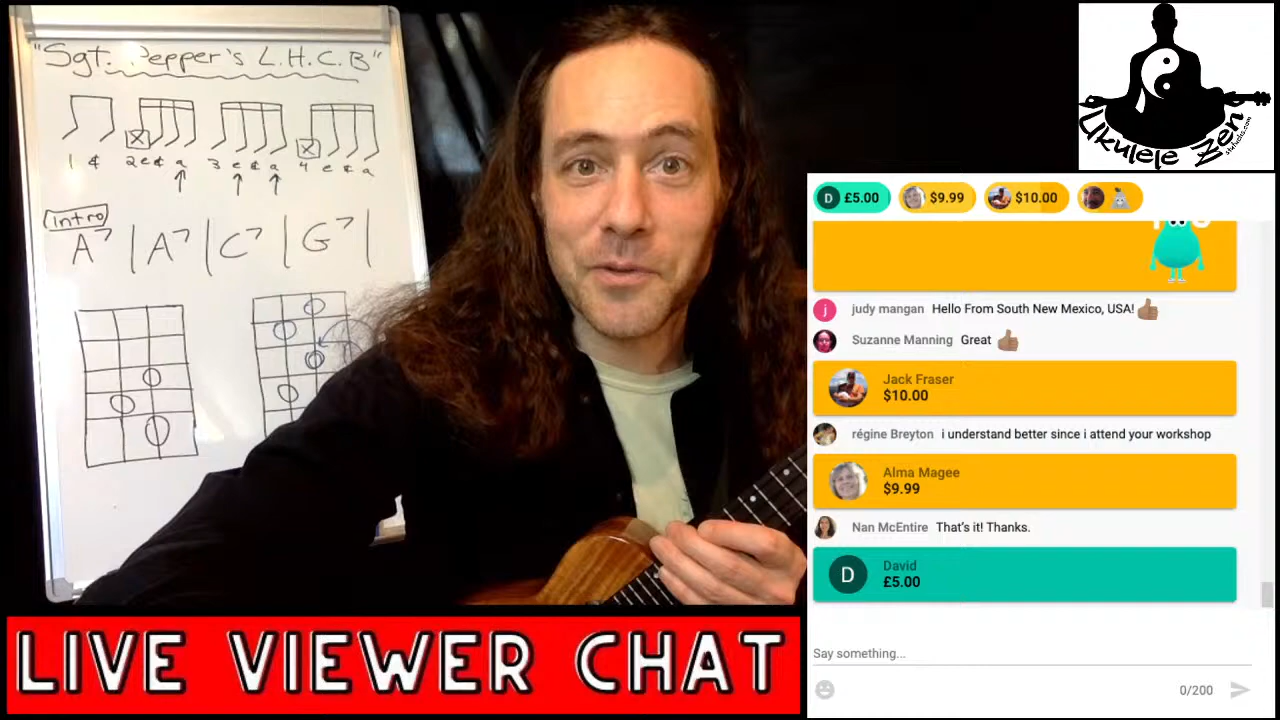 "Sgt. Pepper's L.H.C.B"
1 & 2 e & a 3 e & a 4 e & a
intro
A7 | A7 | C7 | G7 |
LIVE VIEWER CHAT
Ukulele Zen
D £5.00 $9.99 $10.00
j judy mangan Hello From South New Mexico, USA!
Suzanne Manning Great
Jack Fraser
$10.00
régine Breyton i understand better since i attend your workshop
Alma Magee
$9.99
Nan McEntire That's it! Thanks.
D David
£5.00
Say something...
0/200